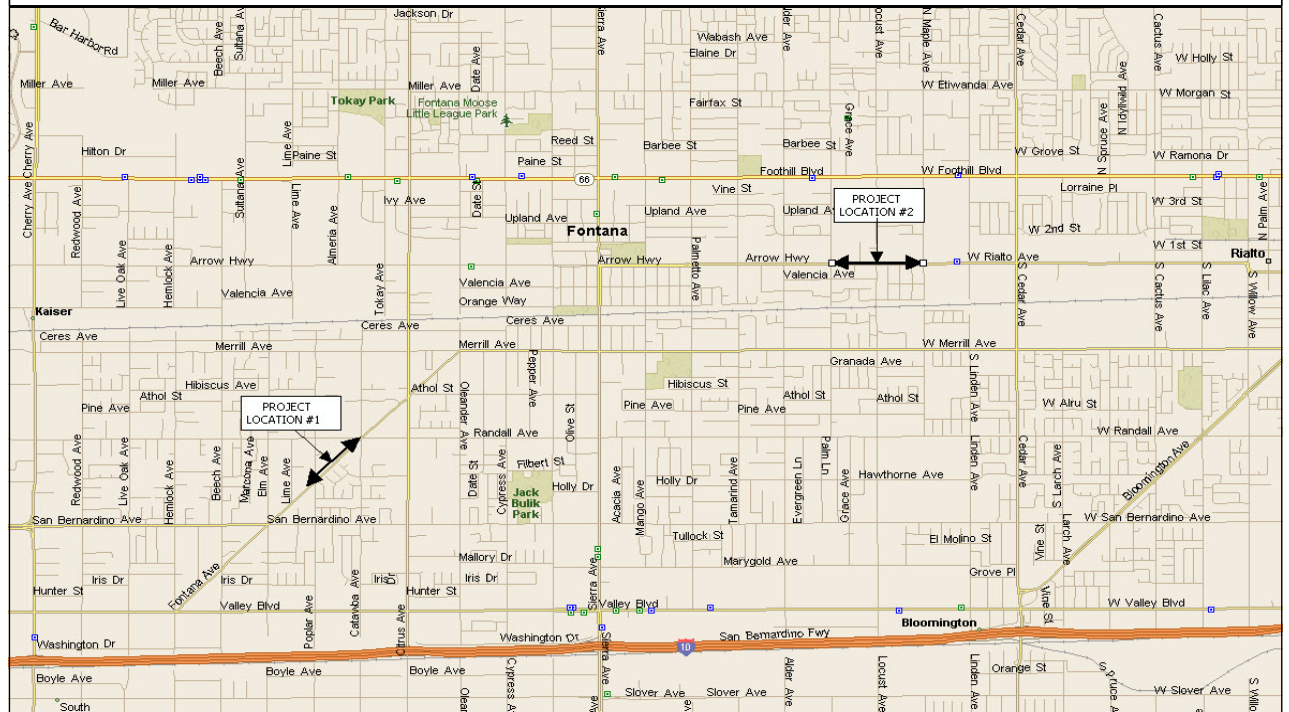 Jackson Dr
Bar Harbor Rd
Beech Ave
Sultana Av
Sierra Ave
Wabash Ave
Elaine Dr
lder Ave
ocust Ave
N Maple Ave
Cedar Ave
Cactus Ave
W Holly St
Miller Ave
Miller Ave
Miller Ave
Date Ave
W Etiwanda Ave
W Morgan St
Tokay Park
Fontana Moose
Little League Park
Fairfax St
Grace Ave
N Spruce Ave
N Idyllwild Ave
Cherry Ave
Hilton Dr
Lime Ave
Paine St
Reed St
Paine St
Barbee St
Barbee St
W Grove St
W Ramona Dr
Cherry Ave
Sultana Ave
66
Foothill Blvd
W Foothill Blvd
Redwood Ave
Lime Ave
Ivy Ave
Date St
Vine St
Lorraine Pl
W 3rd St
N Palm Ave
PROJECT
LOCATION #2
Almeria Ave
Upland Ave
Upland Ave
Upland A
W 2nd St
Fontana
W 1st St
Rialto
Live Oak Ave
Hemlock Ave
Arrow Hwy
Tokay Ave
Arrow Hwy
Palmetto Ave
Arrow Hwy
W Rialto Ave
Valencia Ave
Valencia Ave
Valencia Ave
Orange Way
S Cedar Ave
S Cactus Ave
S Lilac Ave
S Willow Ave
Kaiser
Ceres Ave
Ceres Ave
Ceres Ave
Merrill Ave
Merrill Ave
W Merrill Ave
Pepper Ave
Granada Ave
S Linden Ave
Hibiscus Ave
Athol St
Athol St
Oleander Ave
Hibiscus St
Athol St
Athol St
Pine Ave
PROJECT
LOCATION #1
Olive St
Pine Ave
Pine Ave
W Alru St
Randall Ave
W Randall Ave
Redwood Ave
Live Oak Ave
Hemlock Ave
Beech Ave
Marcona Ave
Elm Ave
Lime Ave
Date St
Cypress Ave
Filbert St
Holly Dr
Jack
Bulik
Park
Acacia Ave
Mango Ave
Holly Dr
Tamarind Ave
Evergreen Ln
Palm Ln
Grace Ave
Hawthorne Ave
Linden Ave
Cedar Ave
S Larch Ave
Bloomington Ave
San Bernardino Ave
San Bernardino Ave
W San Bernardino Ave
Tullock St
El Molino St
Vine St
Larch Ave
Mallory Dr
Marygold Ave
Grove Pl
Iris Dr
Iris Dr
Iris Dr
Iris Dr
Hunter St
Hunter St
Fontana Ave
Valley Blvd
Poplar Ave
Catawba Ave
Citrus Ave
Sierra Ave
Valley Blvd
Vine St
W Valley Blvd
Bloomington
Washington Dr
Washington Dr
Sierra Ave
10
San Bernardino Fwy
Boyle Ave
Boyle Ave
Boyle Ave
Orange St
Olear
Cypress A
Slover Ave
Slover Ave
Alder Ave
Locust Ave
Linden Ave
S
W Slover Ave
S Willo
South